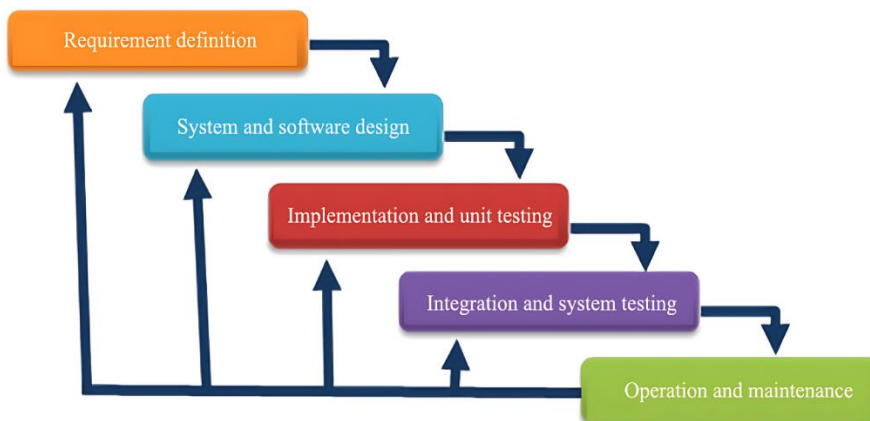 Requirement definition
System and software design
Implementation and unit testing
Integration and system testing
Operation and maintenance